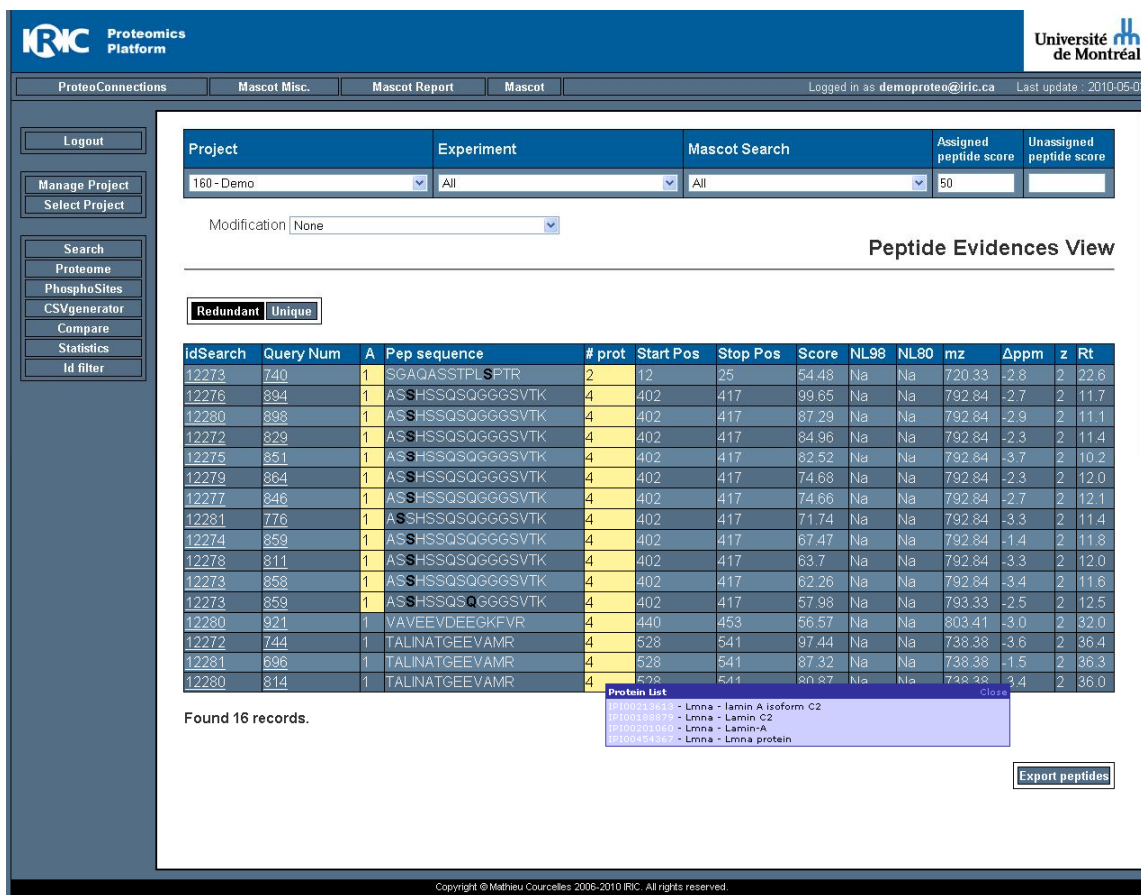 IRIC Proteomics Platform
Université de Montréal
ProteoConnections Mascot Misc. Mascot Report Mascot Logged in as demoproteo@iric.ca Last update : 2010-05-0
Logout
Manage Project
Select Project
Search
Proteome
PhosphoSites
CSVgenerator
Compare
Statistics
Id filter
Project Experiment Mascot Search Assigned peptide score Unassigned peptide score
160 - Demo All All 50
Modification None
Peptide Evidences View
Redundant Unique
idSearch Query Num A Pep sequence # prot Start Pos Stop Pos Score NL98 NL80 mz Δppm z Rt
12273 740 1 SGAQASSTPLSPTR 2 12 25 54.48 Na Na 720.33 -2.8 2 22.6
12276 894 1 ASSHSSQSQGGGSVTK 4 402 417 99.65 Na Na 792.84 -2.7 2 11.7
12280 898 1 ASSHSSQSQGGGSVTK 4 402 417 87.29 Na Na 792.84 -2.9 2 11.1
12272 829 1 ASSHSSQSQGGGSVTK 4 402 417 84.96 Na Na 792.84 -2.3 2 11.4
12275 851 1 ASSHSSQSQGGGSVTK 4 402 417 82.52 Na Na 792.84 -3.7 2 10.2
12279 864 1 ASSHSSQSQGGGSVTK 4 402 417 74.68 Na Na 792.84 -2.3 2 12.0
12277 846 1 ASSHSSQSQGGGSVTK 4 402 417 74.66 Na Na 792.84 -2.7 2 12.1
12281 776 1 ASSHSSQSQGGGSVTK 4 402 417 71.74 Na Na 792.84 -3.3 2 11.4
12274 859 1 ASSHSSQSQGGGSVTK 4 402 417 67.47 Na Na 792.84 -1.4 2 11.8
12278 811 1 ASSHSSQSQGGGSVTK 4 402 417 63.7 Na Na 792.84 -3.3 2 12.0
12273 858 1 ASSHSSQSQGGGSVTK 4 402 417 62.26 Na Na 792.84 -3.4 2 11.6
12273 859 1 ASSHSSQSQGGGSVTK 4 402 417 57.98 Na Na 793.33 -2.5 2 12.5
12280 921 1 VAVEEVDEEGKFVR 4 440 453 56.57 Na Na 803.41 -3.0 2 32.0
12272 744 1 TALINATGEEVAMR 4 528 541 97.44 Na Na 738.38 -3.6 2 36.4
12281 696 1 TALINATGEEVAMR 4 528 541 87.32 Na Na 738.38 -1.5 2 36.3
12280 814 1 TALINATGEEVAMR 4 528 541 80.87 Na Na 738.38 -3.4 2 36.0
Protein List Close
IPI00213613 - Lmna - lamin A isoform C2
IPI00188879 - Lmna - Lamin C2
IPI00201060 - Lmna - Lamin-A
IPI00454367 - Lmna - Lmna protein
Found 16 records.
Export peptides
Copyright © Mathieu Courcelles 2006-2010 IRIC. All rights reserved.